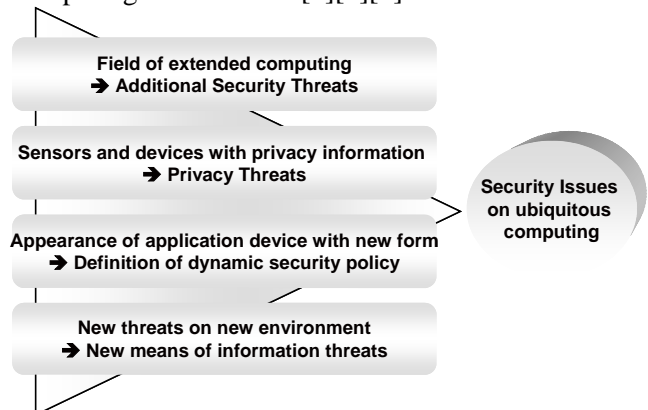 Field of extended computing
➔ Additional Security Threats
Sensors and devices with privacy information
➔ Privacy Threats
Appearance of application device with new form
➔ Definition of dynamic security policy
New threats on new environment
➔ New means of information threats
Security Issues
on ubiquitous
computing